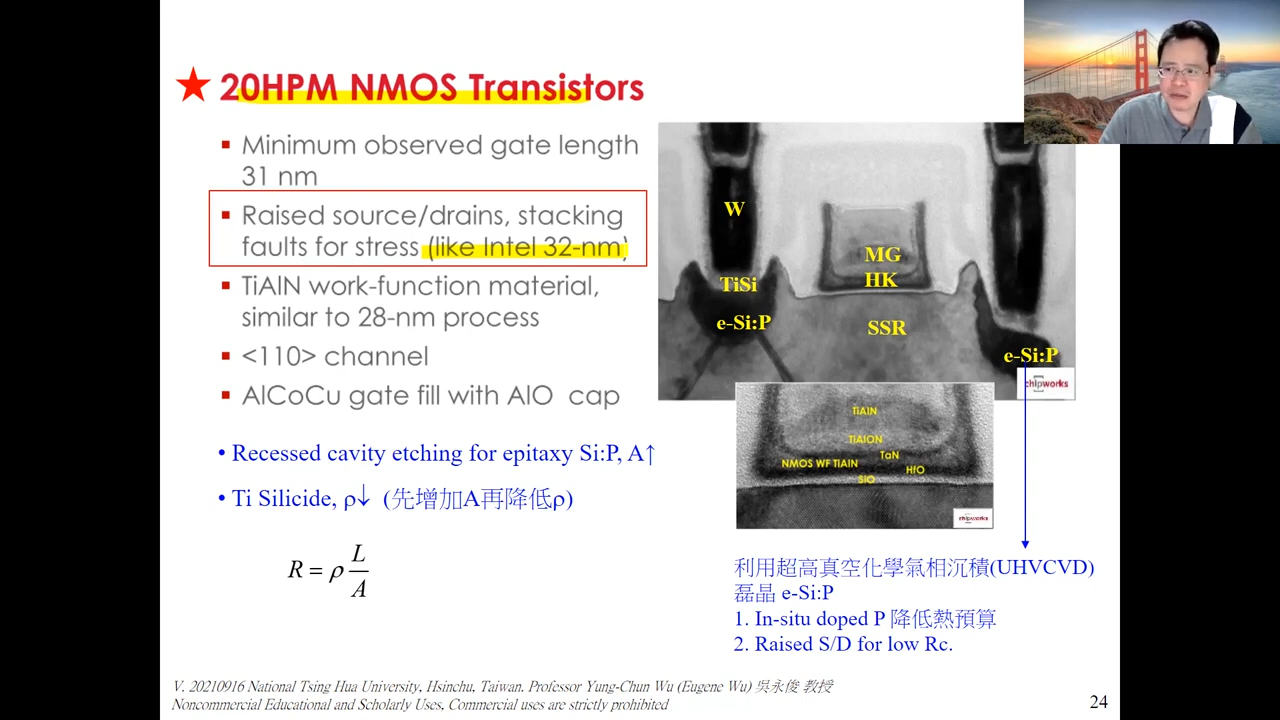 ★ 20HPM NMOS Transistors
▪ Minimum observed gate length
31 nm
▪ Raised source/drains, stacking
faults for stress (like Intel 32-nm)
▪ TiAlN work-function material,
similar to 28-nm process
▪ <110> channel
▪ AlCoCu gate fill with AlO cap
• Recessed cavity etching for epitaxy Si:P, A↑
• Ti Silicide, ρ↓ (先增加A再降低ρ)
R = ρ L/A
W
MG
HK
TiSi
e-Si:P
SSR
e-Si:P
chipworks
TiAlN
TiAlON
TaN
NMOS WF TiAlN
HfO
SiO
chipworks
利用超高真空化學氣相沉積(UHVCVD)
磊晶 e-Si:P
1. In-situ doped P 降低熱預算
2. Raised S/D for low Rc.
V. 20210916 National Tsing Hua University, Hsinchu, Taiwan. Professor Yung-Chun Wu (Eugene Wu) 吳永俊 教授
Noncommercial Educational and Scholarly Uses, Commercial uses are strictly prohibited
24